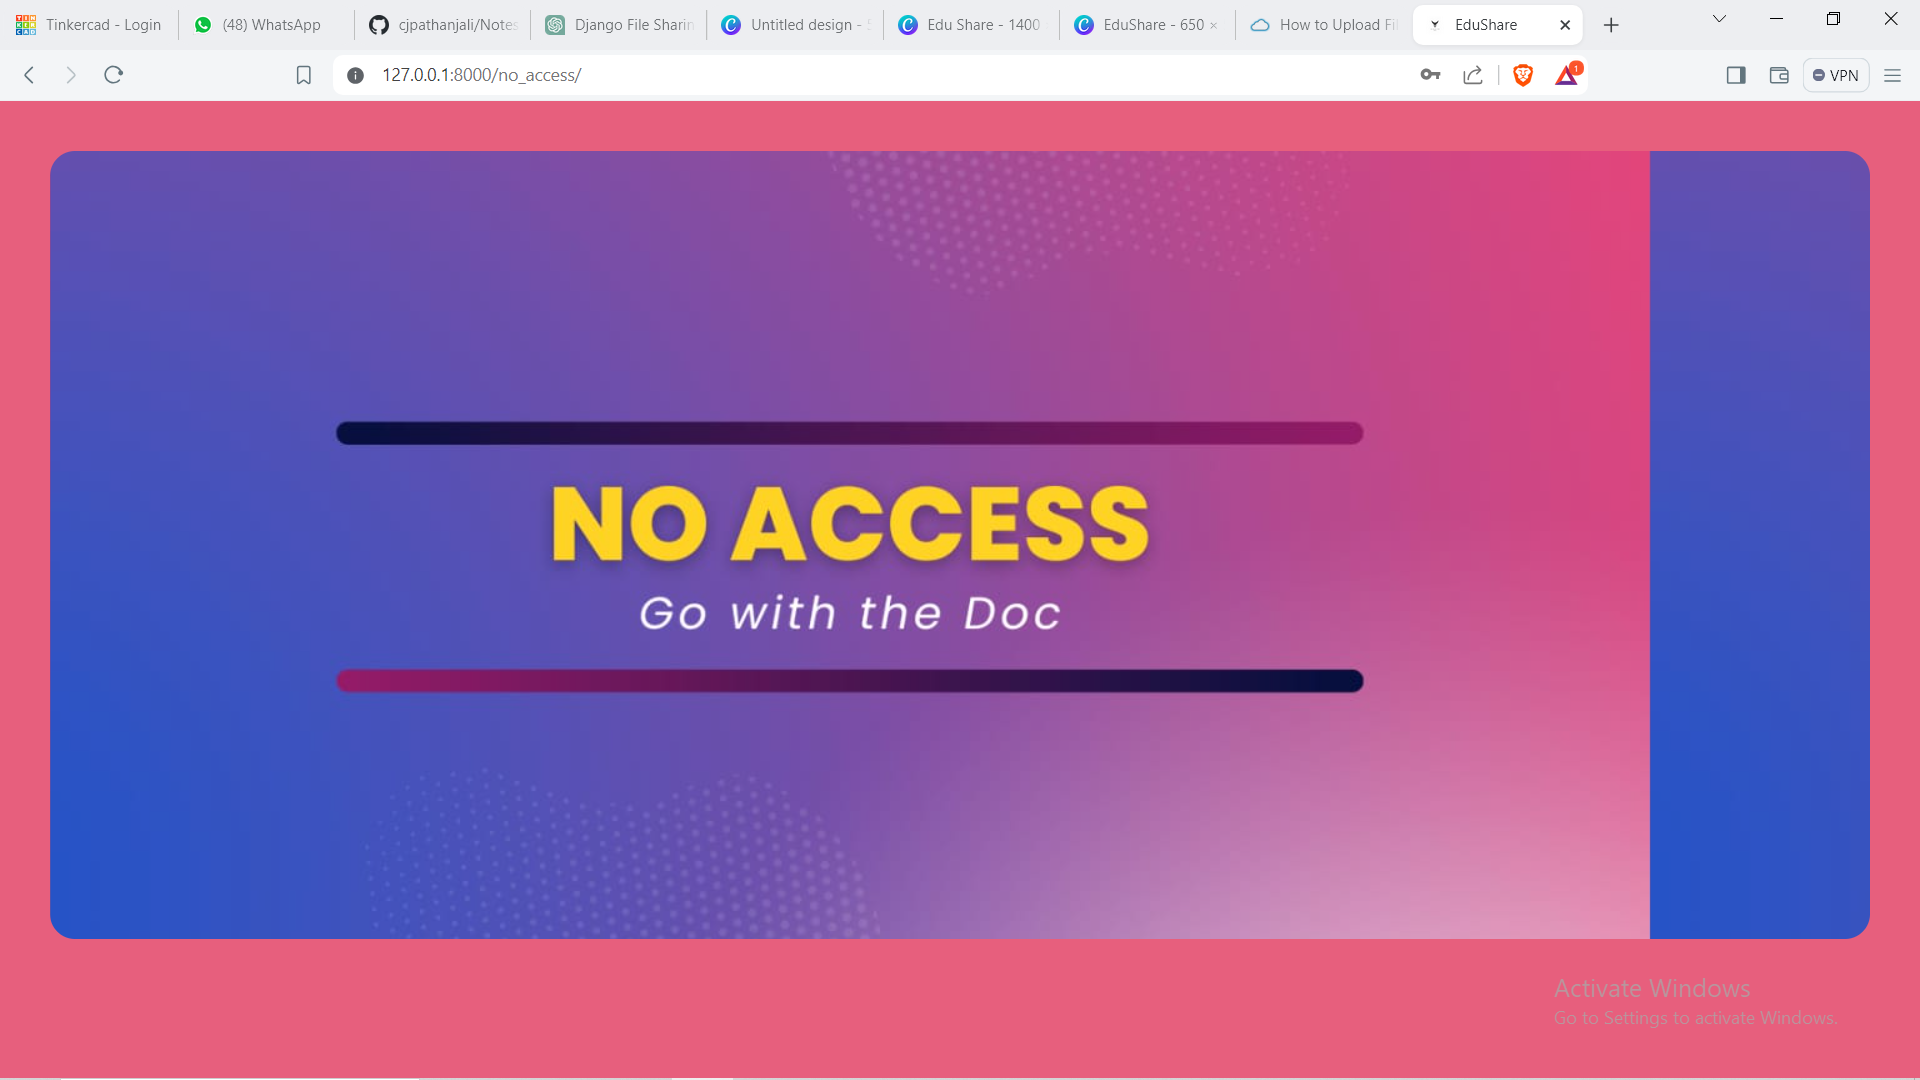 Tinkercad - Login
(48) WhatsApp
cjpathanjali/Notes
Django File Sharin
Untitled design - 5
Edu Share - 1400
EduShare - 650 ×
How to Upload Fi
EduShare
127.0.0.1:8000/no_access/
1
VPN
NO ACCESS
Go with the Doc
Activate Windows
Go to Settings to activate Windows.